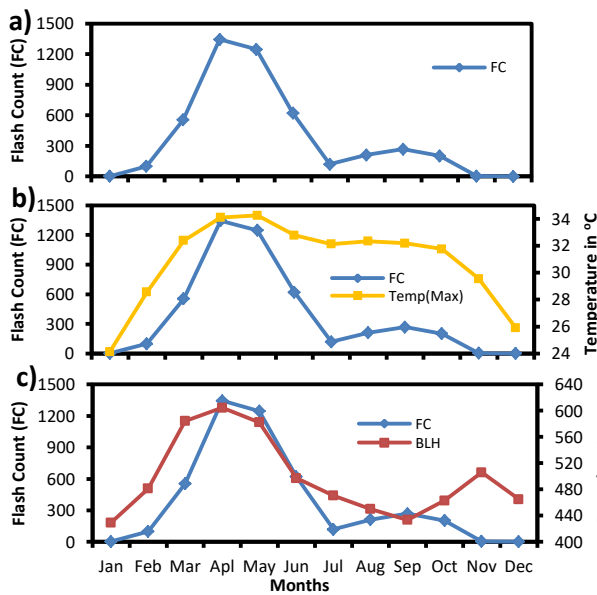 a)
1500
1200
900
600
300
0
Flash Count (FC)
FC
b)
1500
1200
900
600
300
0
Flash Count (FC)
FC
Temp(Max)
34
32
30
28
26
24
Temperature in °C
c)
1500
1200
900
600
300
0
Flash Count (FC)
FC
BLH
640
600
560
520
480
440
400
Jan Feb Mar Apl May Jun Jul Aug Sep Oct Nov Dec
Months